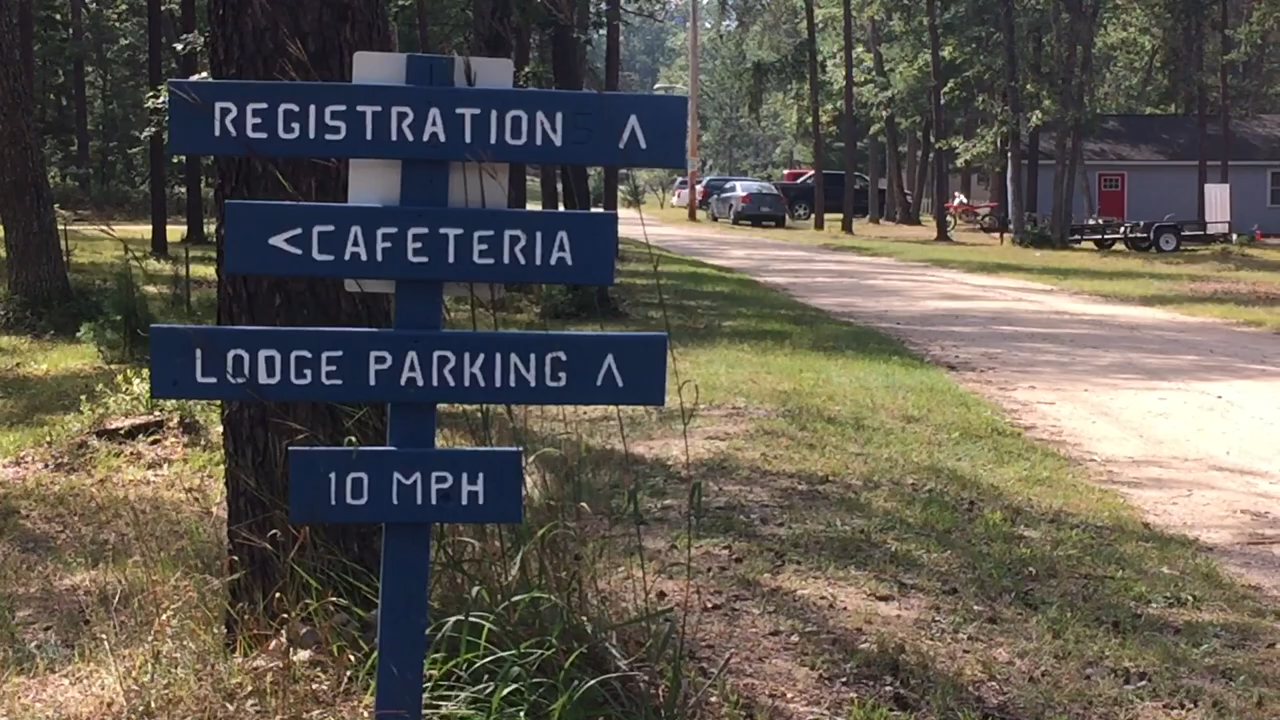 REGISTRATION ∧
<CAFETERIA
LODGE PARKING ∧
10 MPH